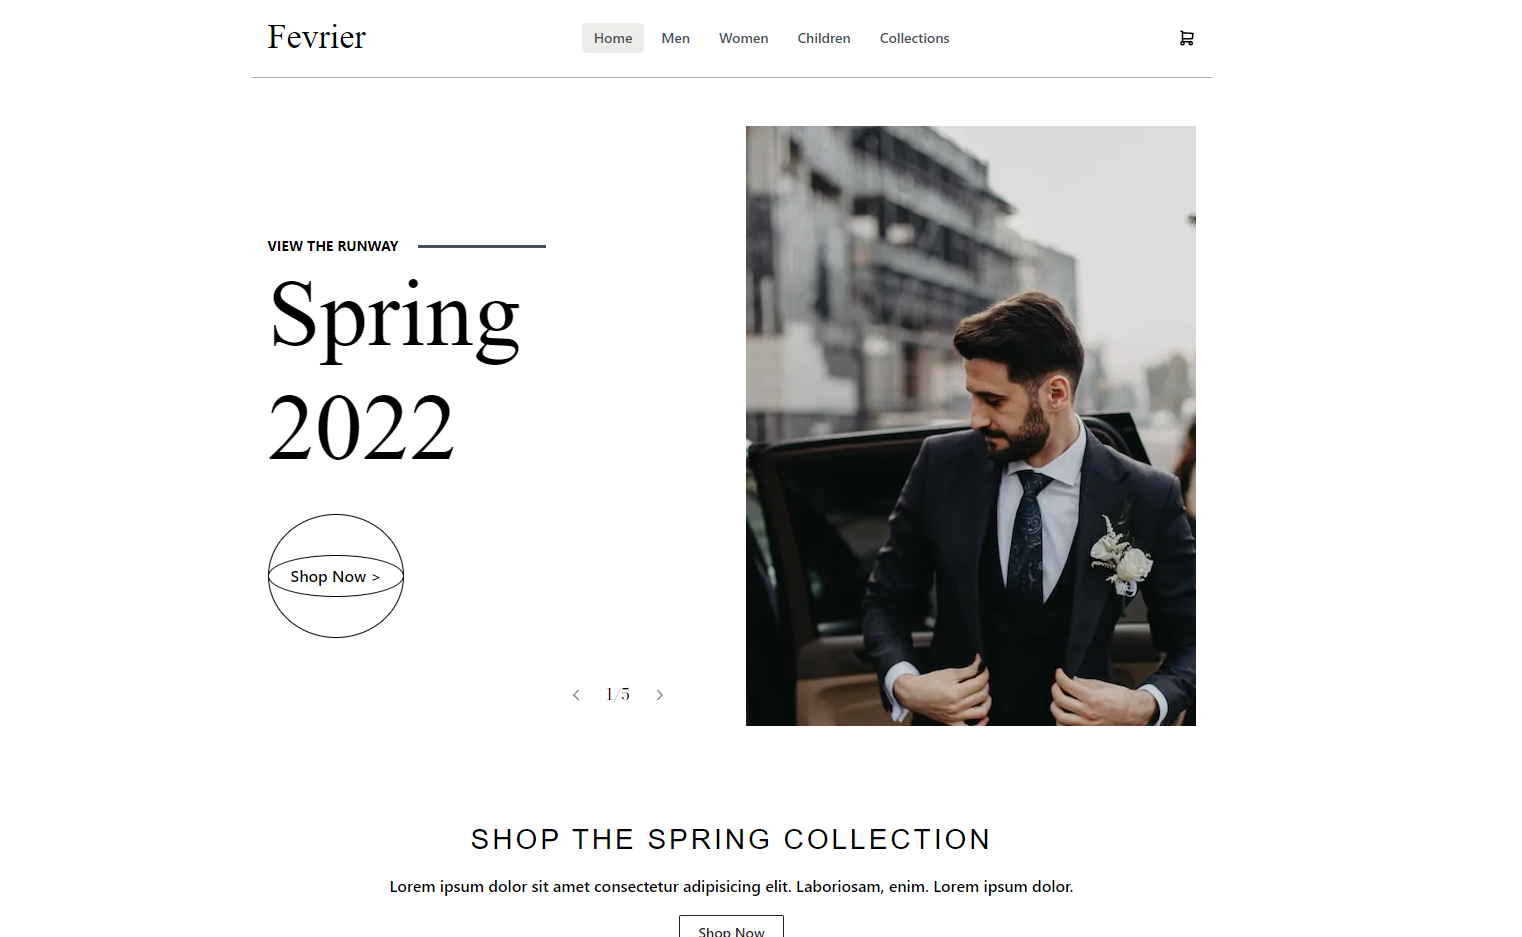 Fevrier
Home Men Women Children Collections
VIEW THE RUNWAY
Spring
2022
Shop Now >
1/5
SHOP THE SPRING COLLECTION
Lorem ipsum dolor sit amet consectetur adipisicing elit. Laboriosam, enim. Lorem ipsum dolor.
Shop Now